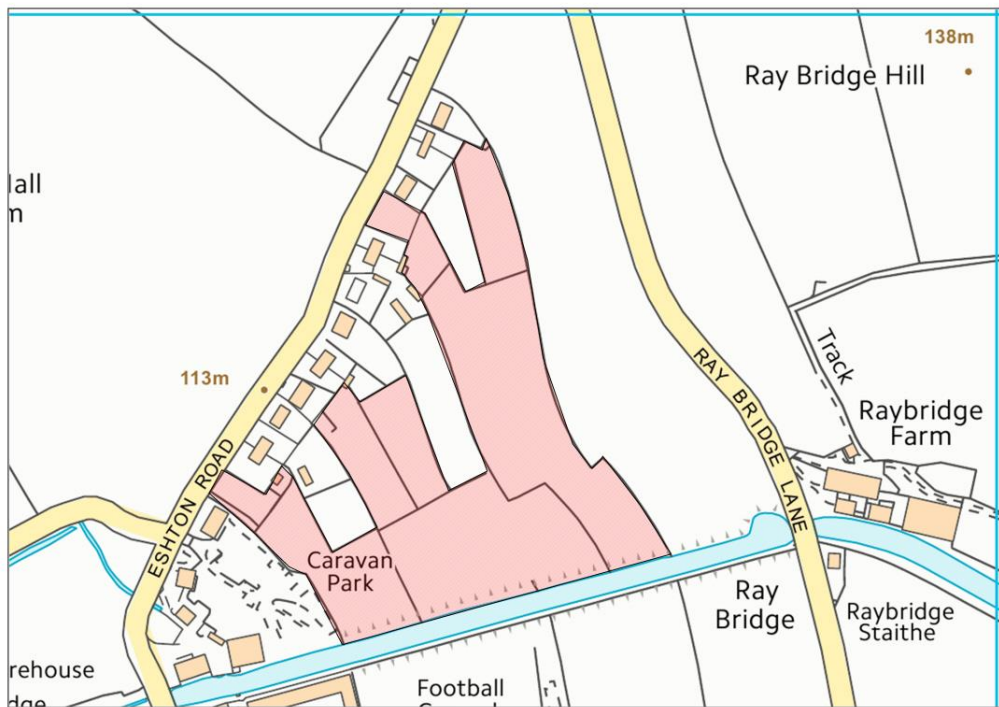 138m
Ray Bridge Hill
113m
Track
RAY BRIDGE LANE
Raybridge
Farm
ESHTON ROAD
Caravan
Park
Ray
Bridge
Raybridge
Staithe
Football